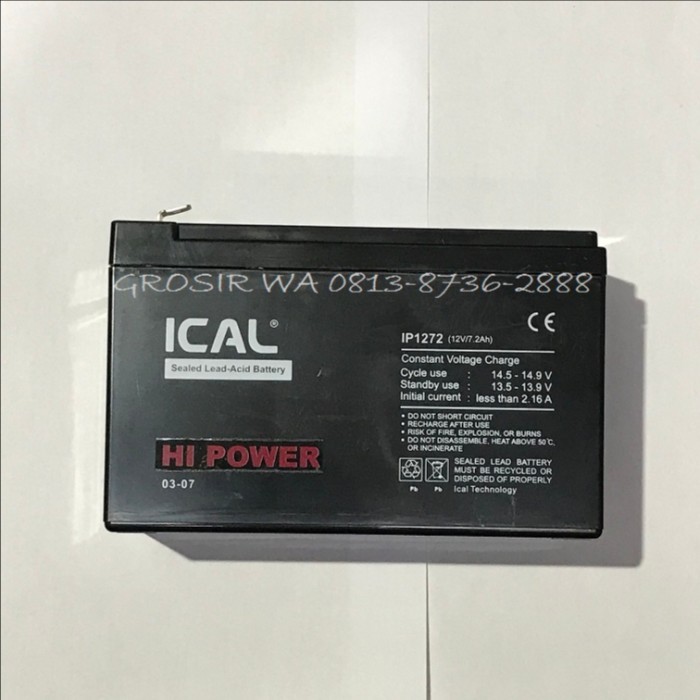 GROSIR WA 0813-8736-2888
ICAL®
Sealed Lead-Acid Battery
HI POWER
03-07
CE
IP1272 (12V/7.2Ah)
Constant Voltage Charge
Cycle use : 14.5 - 14.9 V
Standby use : 13.5 - 13.9 V
Initial current : less than 2.16 A
• DO NOT SHORT CIRCUIT
• RECHARGE AFTER USE
• RISK OF FIRE, EXPLOSION, OR BURNS
• DO NOT DISASSEMBLE, HEAT ABOVE 50°C,
OR INCINERATE
Pb Pb
SEALED LEAD BATTERY
MUST BE RECYCLED OR
DISPOSED OF PROPERLY
Ical Technology